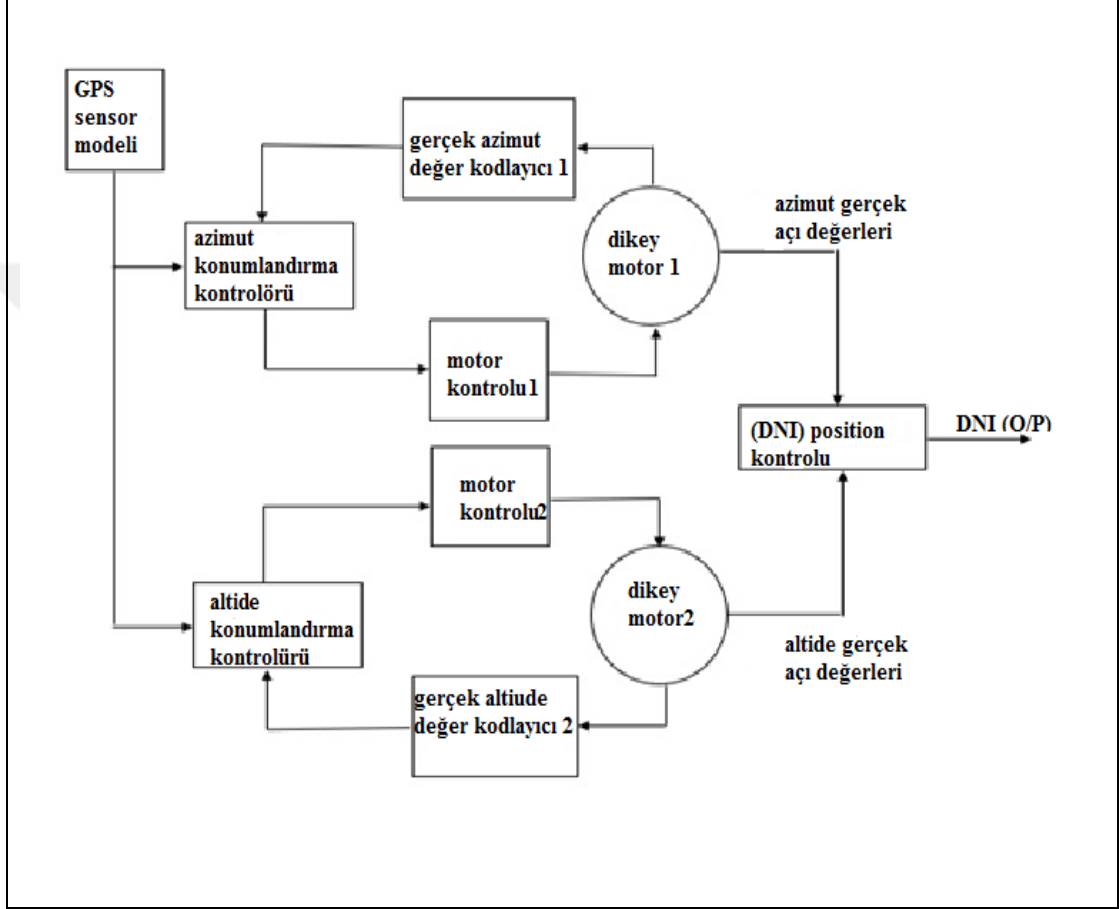 GPS
sensor
modeli
gerçek azimut
değer kodlayıcı 1
azimut
konumlandırma
kontrolörü
dikey
motor 1
azimut gerçek
açı değerleri
motor
kontrolu1
(DNI) position
kontrolu
DNI (O/P)
motor
kontrolu2
altide
konumlandırma
kontrolürü
dikey
motor2
altide gerçek
açı değerleri
gerçek altiude
değer kodlayıcı 2